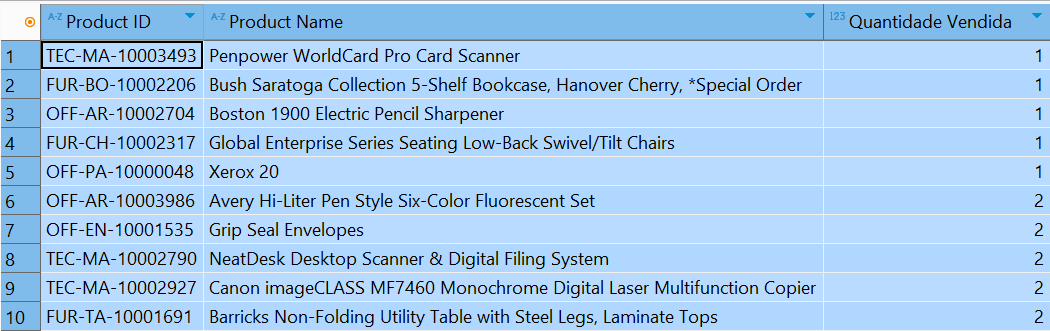 A-Z Product ID A-Z Product Name 123 Quantidade Vendida
1 TEC-MA-10003493 Penpower WorldCard Pro Card Scanner 1
2 FUR-BO-10002206 Bush Saratoga Collection 5-Shelf Bookcase, Hanover Cherry, *Special Order 1
3 OFF-AR-10002704 Boston 1900 Electric Pencil Sharpener 1
4 FUR-CH-10002317 Global Enterprise Series Seating Low-Back Swivel/Tilt Chairs 1
5 OFF-PA-10000048 Xerox 20 1
6 OFF-AR-10003986 Avery Hi-Liter Pen Style Six-Color Fluorescent Set 2
7 OFF-EN-10001535 Grip Seal Envelopes 2
8 TEC-MA-10002790 NeatDesk Desktop Scanner & Digital Filing System 2
9 TEC-MA-10002927 Canon imageCLASS MF7460 Monochrome Digital Laser Multifunction Copier 2
10 FUR-TA-10001691 Barricks Non-Folding Utility Table with Steel Legs, Laminate Tops 2